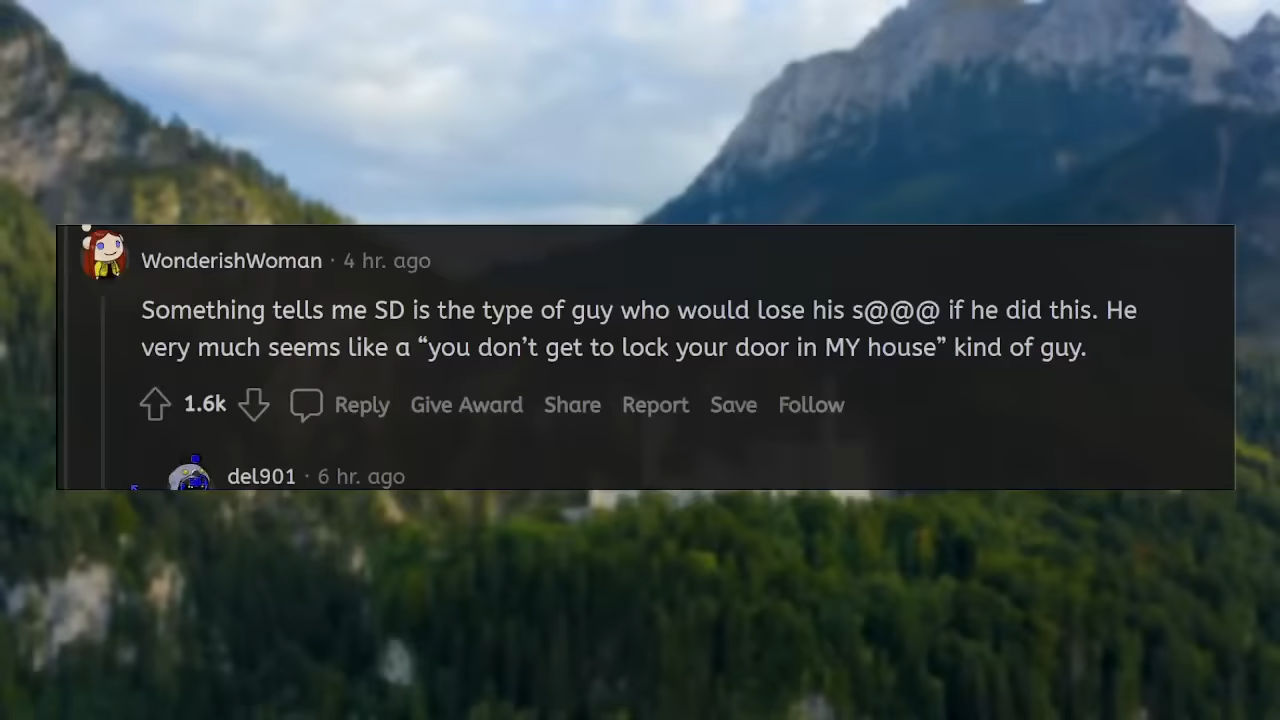 WonderishWoman · 4 hr. ago
Something tells me SD is the type of guy who would lose his s@@@ if he did this. He
very much seems like a “you don’t get to lock your door in MY house” kind of guy.
1.6k Reply Give Award Share Report Save Follow
del901 · 6 hr. ago